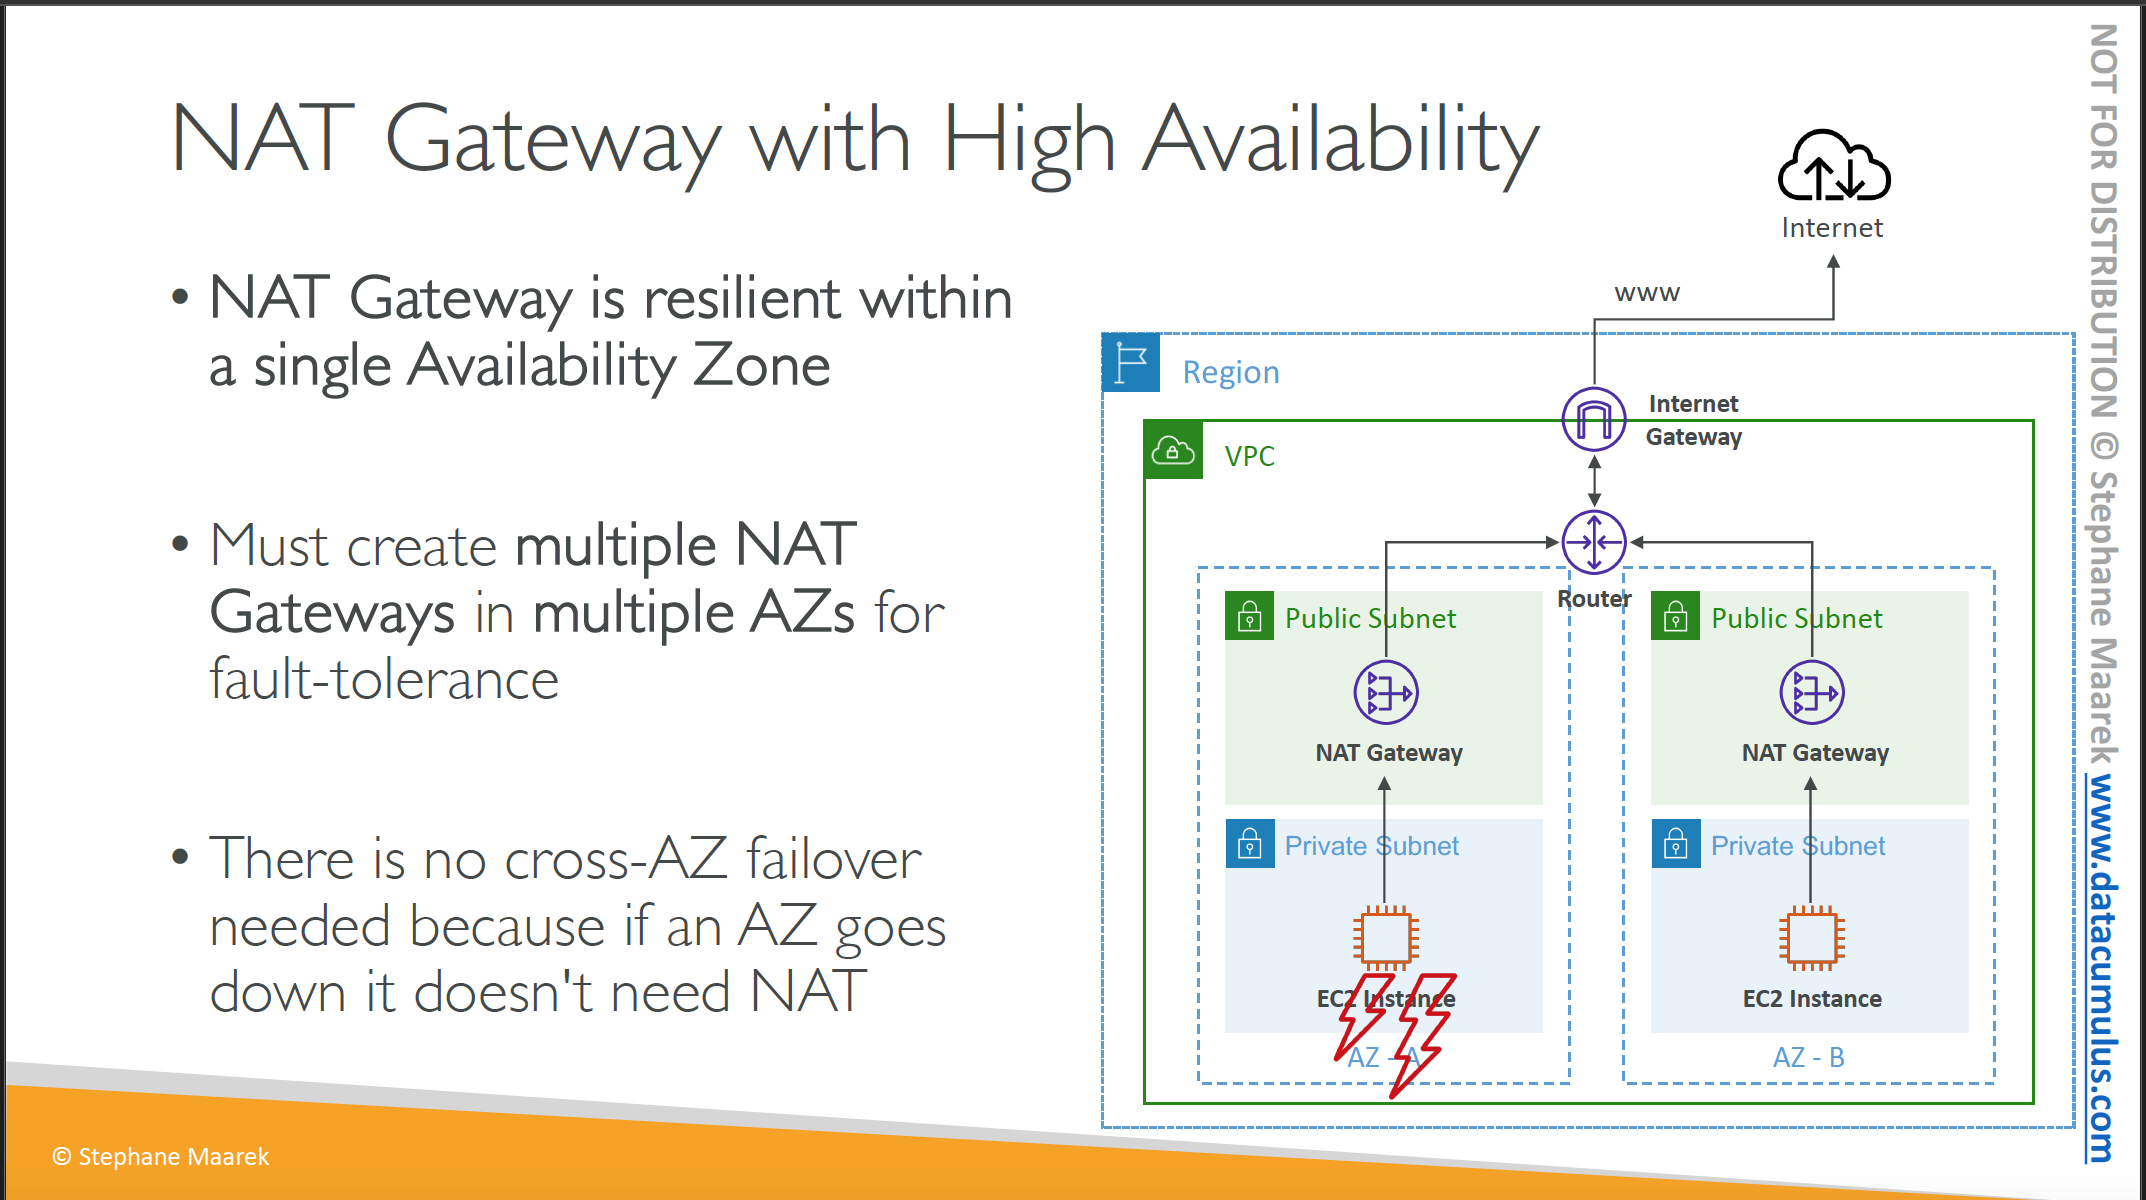 NAT Gateway with High Availability
• NAT Gateway is resilient within
a single Availability Zone
• Must create multiple NAT
Gateways in multiple AZs for
fault-tolerance
• There is no cross-AZ failover
needed because if an AZ goes
down it doesn't need NAT
Internet
www
Region
Internet
Gateway
VPC
Router
Public Subnet
Public Subnet
NAT Gateway
NAT Gateway
Private Subnet
Private Subnet
EC2 Instance
EC2 Instance
AZ - A
AZ - B
© Stephane Maarek
NOT FOR DISTRIBUTION © Stephane Maarek www.datacumulus.com